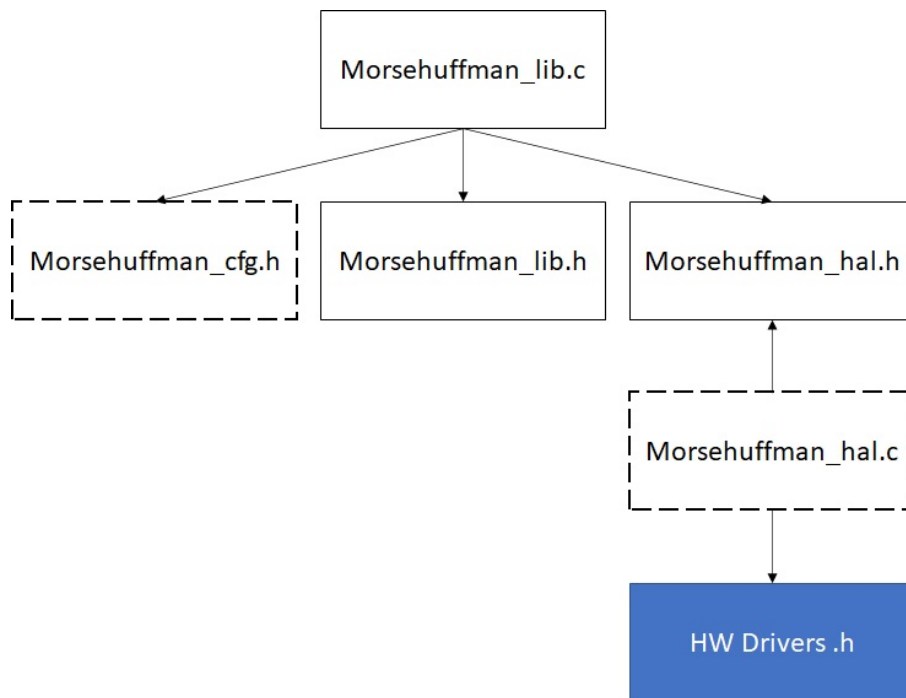 Morsehuffman_lib.c
Morsehuffman_cfg.h
Morsehuffman_lib.h
Morsehuffman_hal.h
Morsehuffman_hal.c
HW Drivers .h